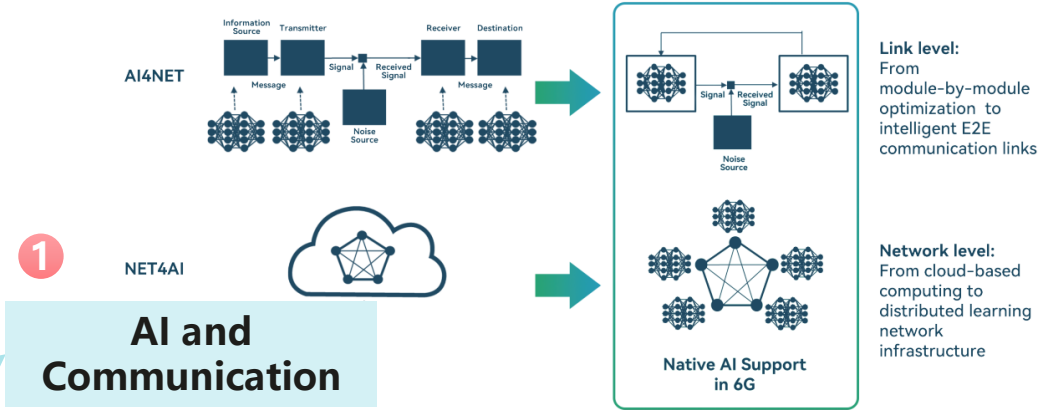 AI4NET
Information
Source
Transmitter
Receiver
Destination
Signal
Received
Signal
Message
Message
Noise
Source
Signal
Received
Signal
Noise
Source
Link level:
From
module-by-module
optimization to
intelligent E2E
communication links
1
NET4AI
AI and
Communication
Native AI Support
in 6G
Network level:
From cloud-based
computing to
distributed learning
network
infrastructure